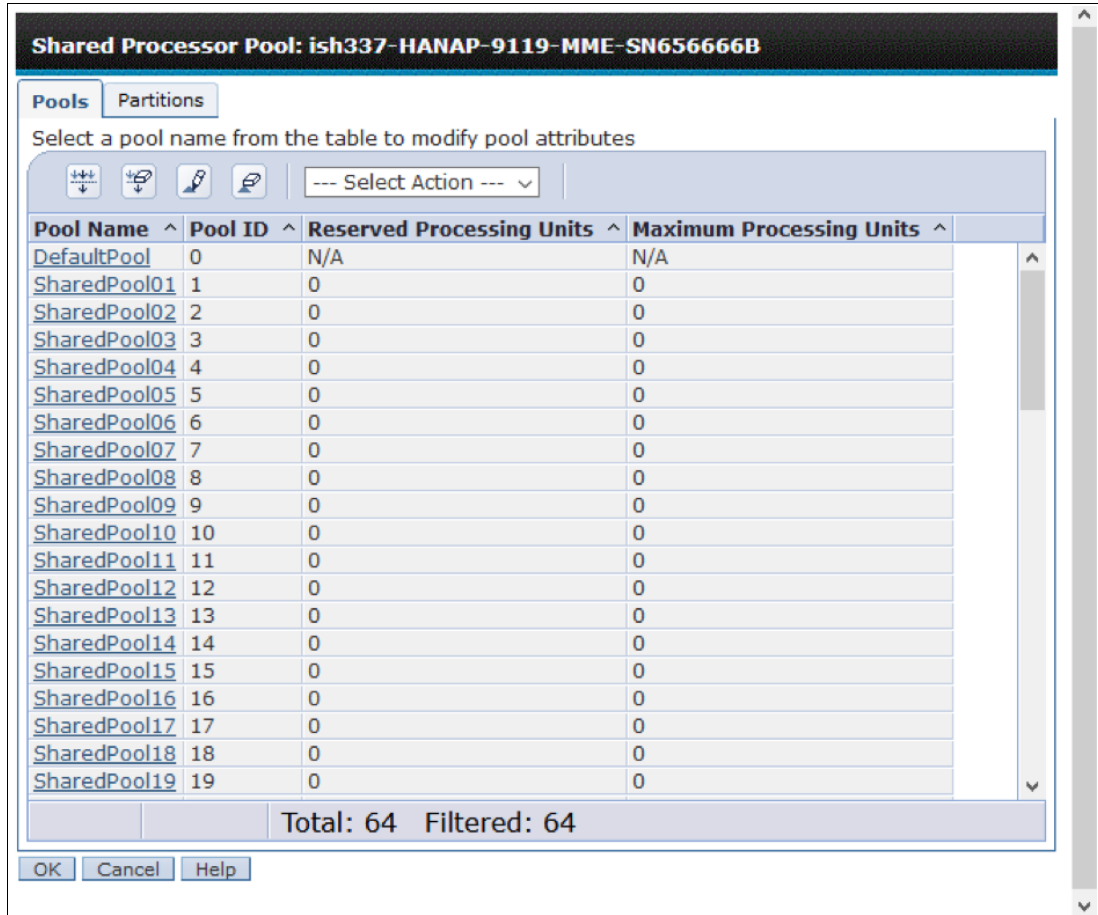 Shared Processor Pool: ish337-HANAP-9119-MME-SN656666B
Pools Partitions
Select a pool name from the table to modify pool attributes
--- Select Action ---
Pool Name ^ Pool ID ^ Reserved Processing Units ^ Maximum Processing Units ^
DefaultPool 0 N/A N/A
SharedPool01 1 0 0
SharedPool02 2 0 0
SharedPool03 3 0 0
SharedPool04 4 0 0
SharedPool05 5 0 0
SharedPool06 6 0 0
SharedPool07 7 0 0
SharedPool08 8 0 0
SharedPool09 9 0 0
SharedPool10 10 0 0
SharedPool11 11 0 0
SharedPool12 12 0 0
SharedPool13 13 0 0
SharedPool14 14 0 0
SharedPool15 15 0 0
SharedPool16 16 0 0
SharedPool17 17 0 0
SharedPool18 18 0 0
SharedPool19 19 0 0
Total: 64 Filtered: 64
OK Cancel Help